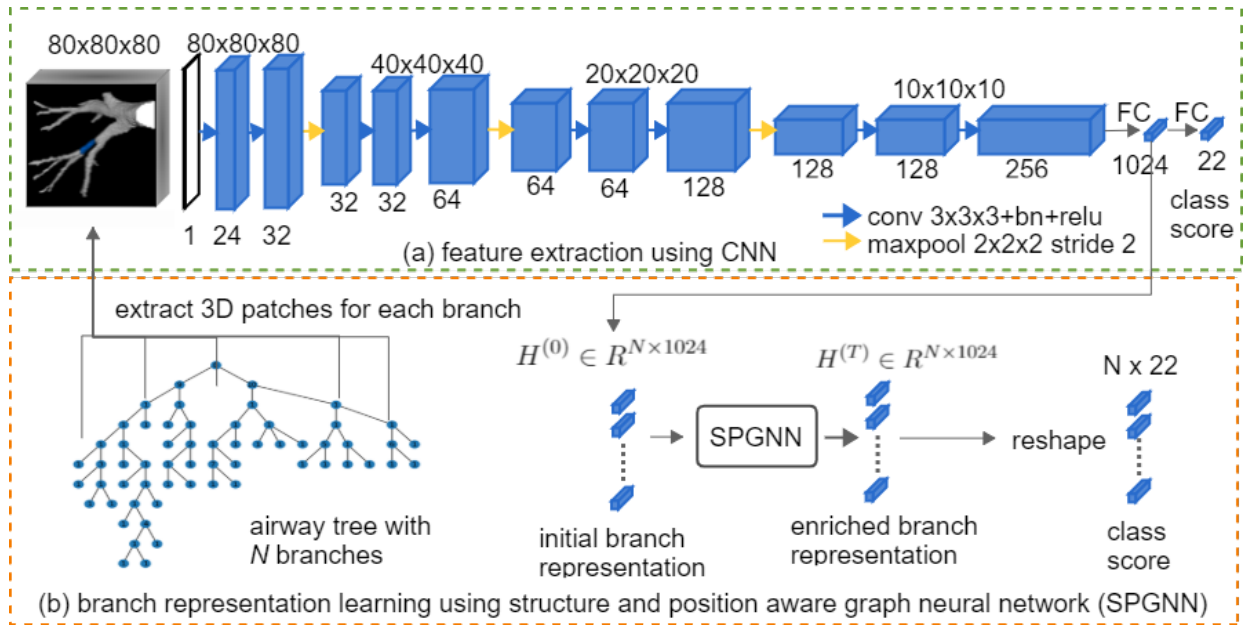 80x80x80
80x80x80
40x40x40
20x20x20
10x10x10
FC
FC
1
24
32
32
32
64
64
64
128
128
128
256
1024
22
class
score
conv 3x3x3+bn+relu
maxpool 2x2x2 stride 2
(a) feature extraction using CNN
extract 3D patches for each branch
H^{(0)} ∈ R^{N×1024}
H^{(T)} ∈ R^{N×1024}
N x 22
SPGNN
reshape
airway tree with
N branches
initial branch
representation
enriched branch
representation
class
score
(b) branch representation learning using structure and position aware graph neural network (SPGNN)